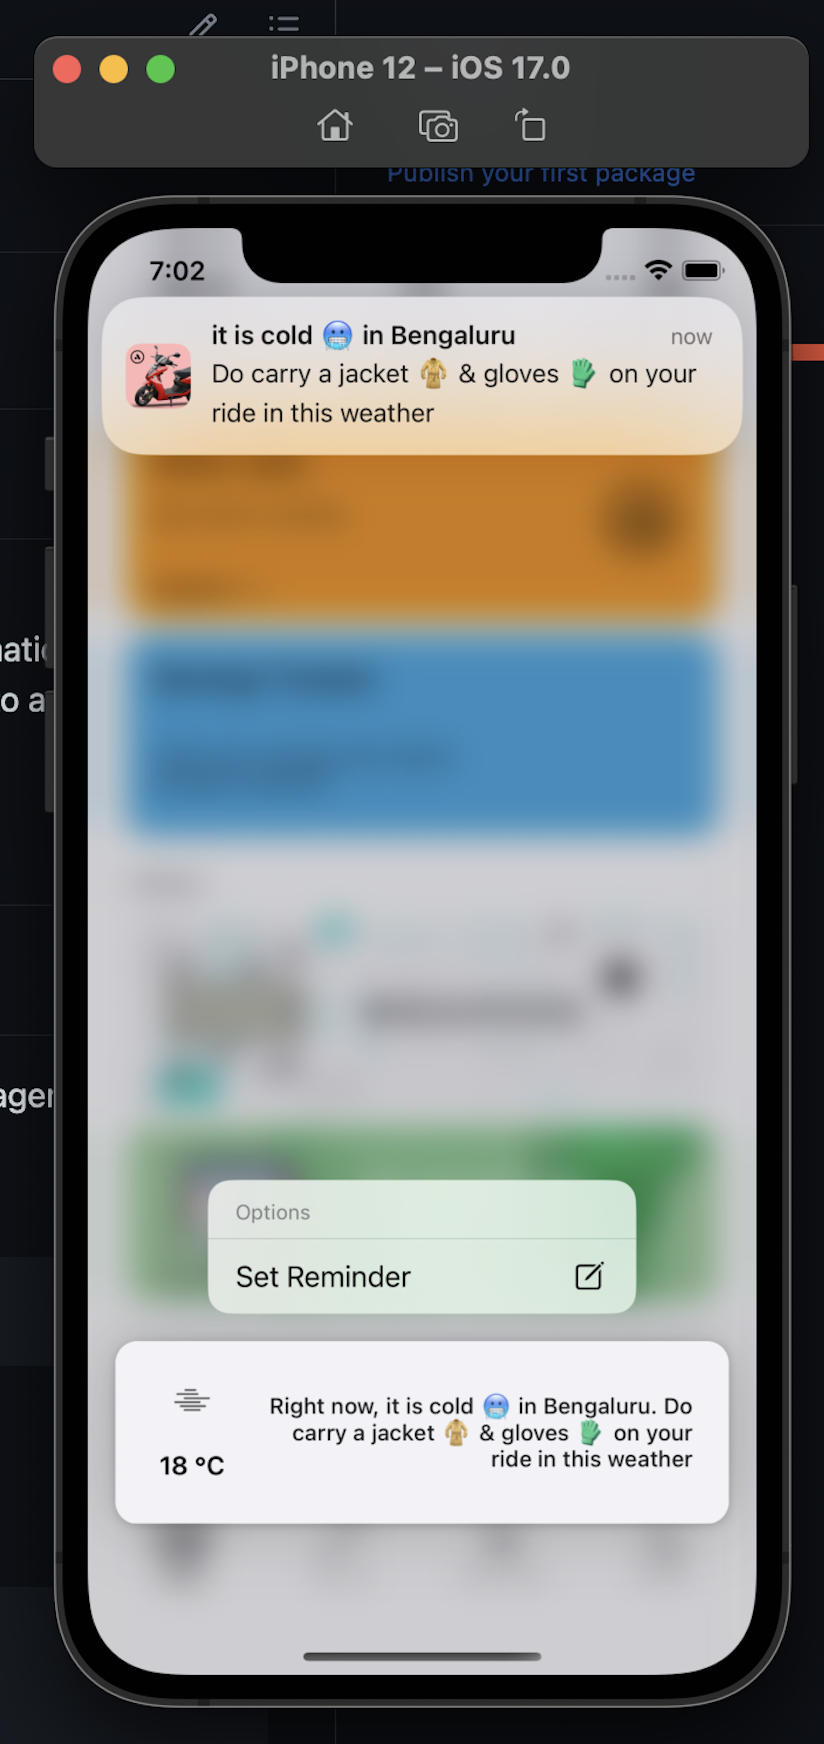 iPhone 12 – iOS 17.0
Publish your first package
7:02
it is cold 🥶 in Bengaluru
now
Do carry a jacket 🧥 & gloves 🧤 on your
ride in this weather
Options
Set Reminder
Right now, it is cold 🥶 in Bengaluru. Do
carry a jacket 🧥 & gloves 🧤 on your
ride in this weather
18 °C